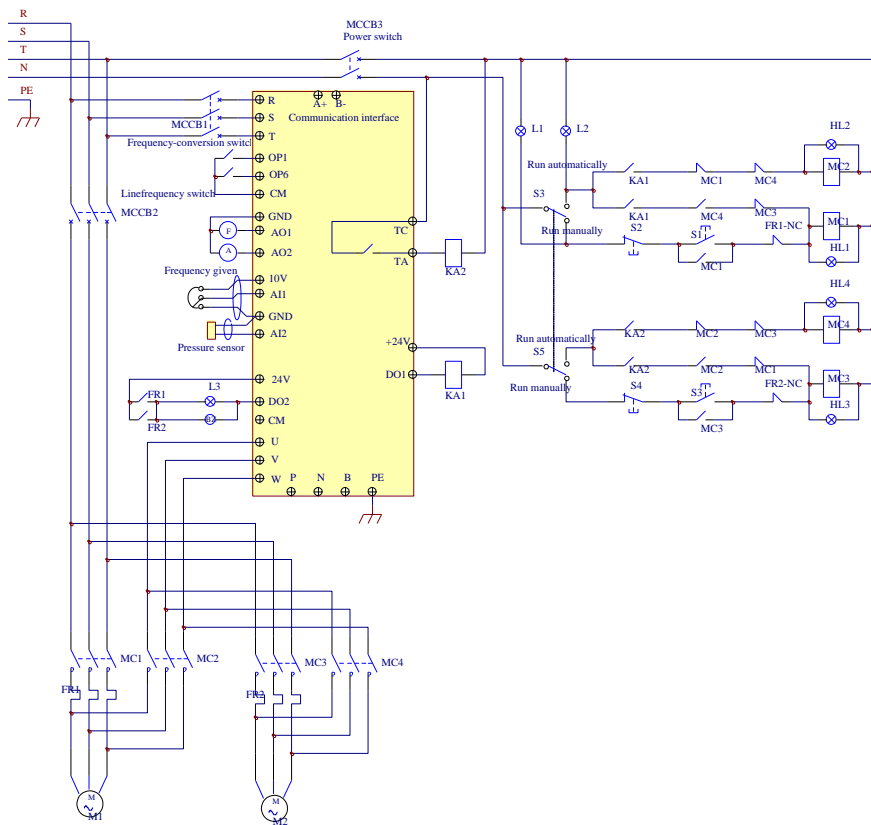 R
S
T
N
PE
MCCB3
Power switch
A+ B-
Communication interface
R
S
T
MCCB1
Frequency-conversion switch
OP1
OP6
CM
Linefrequency switch
MCCB2
GND
AO1
AO2
F
A
Frequency given
10V
AI1
GND
AI2
Pressure sensor
TC
TA
KA2
+24V
DO1
KA1
24V
DO2
CM
L3
FR1
FR2
U
V
W
P N B PE
L1
L2
Run automatically
S3
Run manually
KA1 MC1 MC4
HL2
MC2
KA1 MC4 MC3
S2
S1
MC1
FR1-NC
MC1
HL1
Run automatically
S5
Run manually
KA2 MC2 MC3
HL4
MC4
KA2 MC2 MC1
S4
S3
MC3
FR2-NC
MC3
HL3
MC1
MC2
MC3
MC4
FR1
FR2
M
M1
M
M2